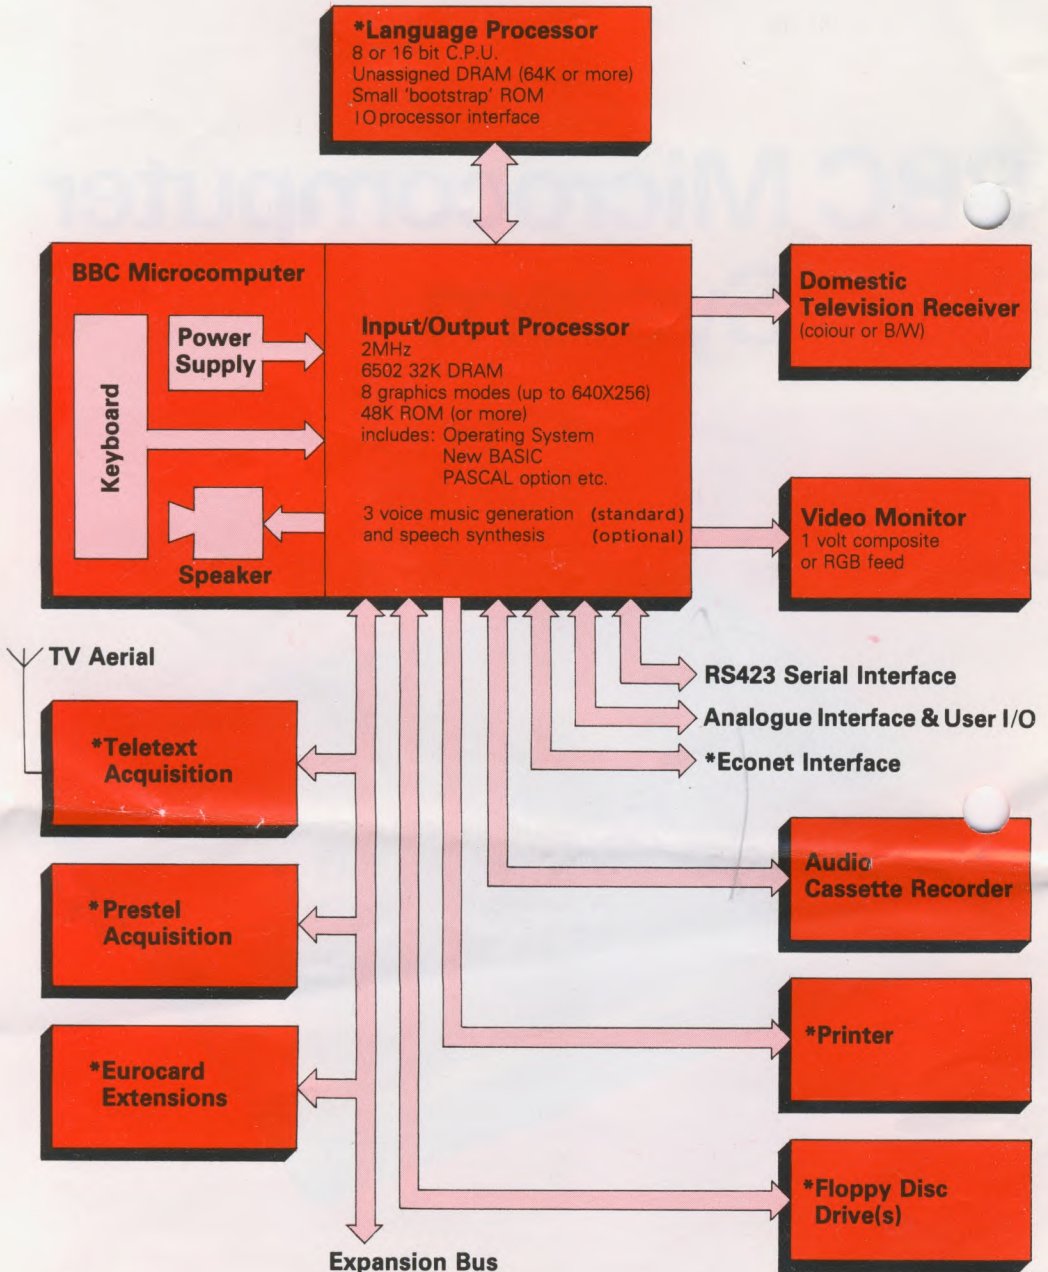 *Language Processor
8 or 16 bit C.P.U.
Unassigned DRAM (64K or more)
Small 'bootstrap' ROM
IO processor interface
BBC Microcomputer
Power
Supply
Keyboard
Speaker
Input/Output Processor
2MHz
6502 32K DRAM
8 graphics modes (up to 640X256)
48K ROM (or more)
includes: Operating System
New BASIC
PASCAL option etc.
3 voice music generation (standard)
and speech synthesis (optional)
Domestic
Television Receiver
(coiour or B/W)
Video Monitor
1 volt composite
or RGB feed
TV Aerial
RS423 Serial Interface
Analogue Interface & User I/O
*Econet Interface
*Teletext
Acquisition
*Prestel
Acquisition
*Eurocard
Extensions
Audio
Cassette Recorder
*Printer
*Floppy Disc
Drive(s)
Expansion Bus